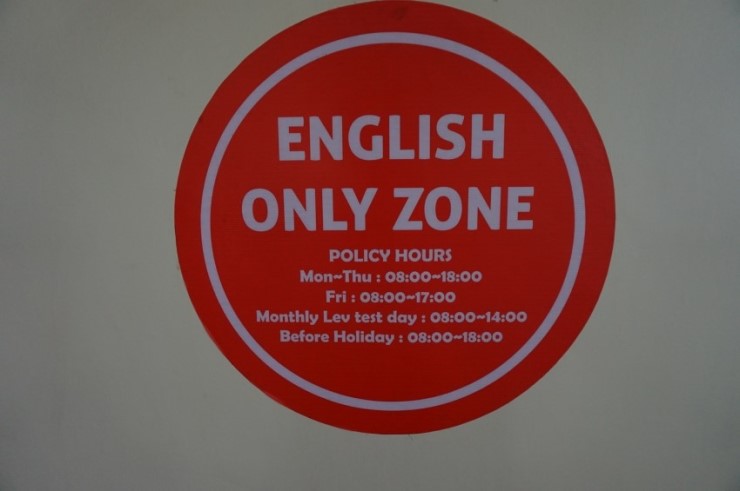 ENGLISH
ONLY ZONE
POLICY HOURS
Mon~Thu : 08:00~18:00
Fri : 08:00~17:00
Monthly Lev test day : 08:00~14:00
Before Holiday : 08:00~18:00